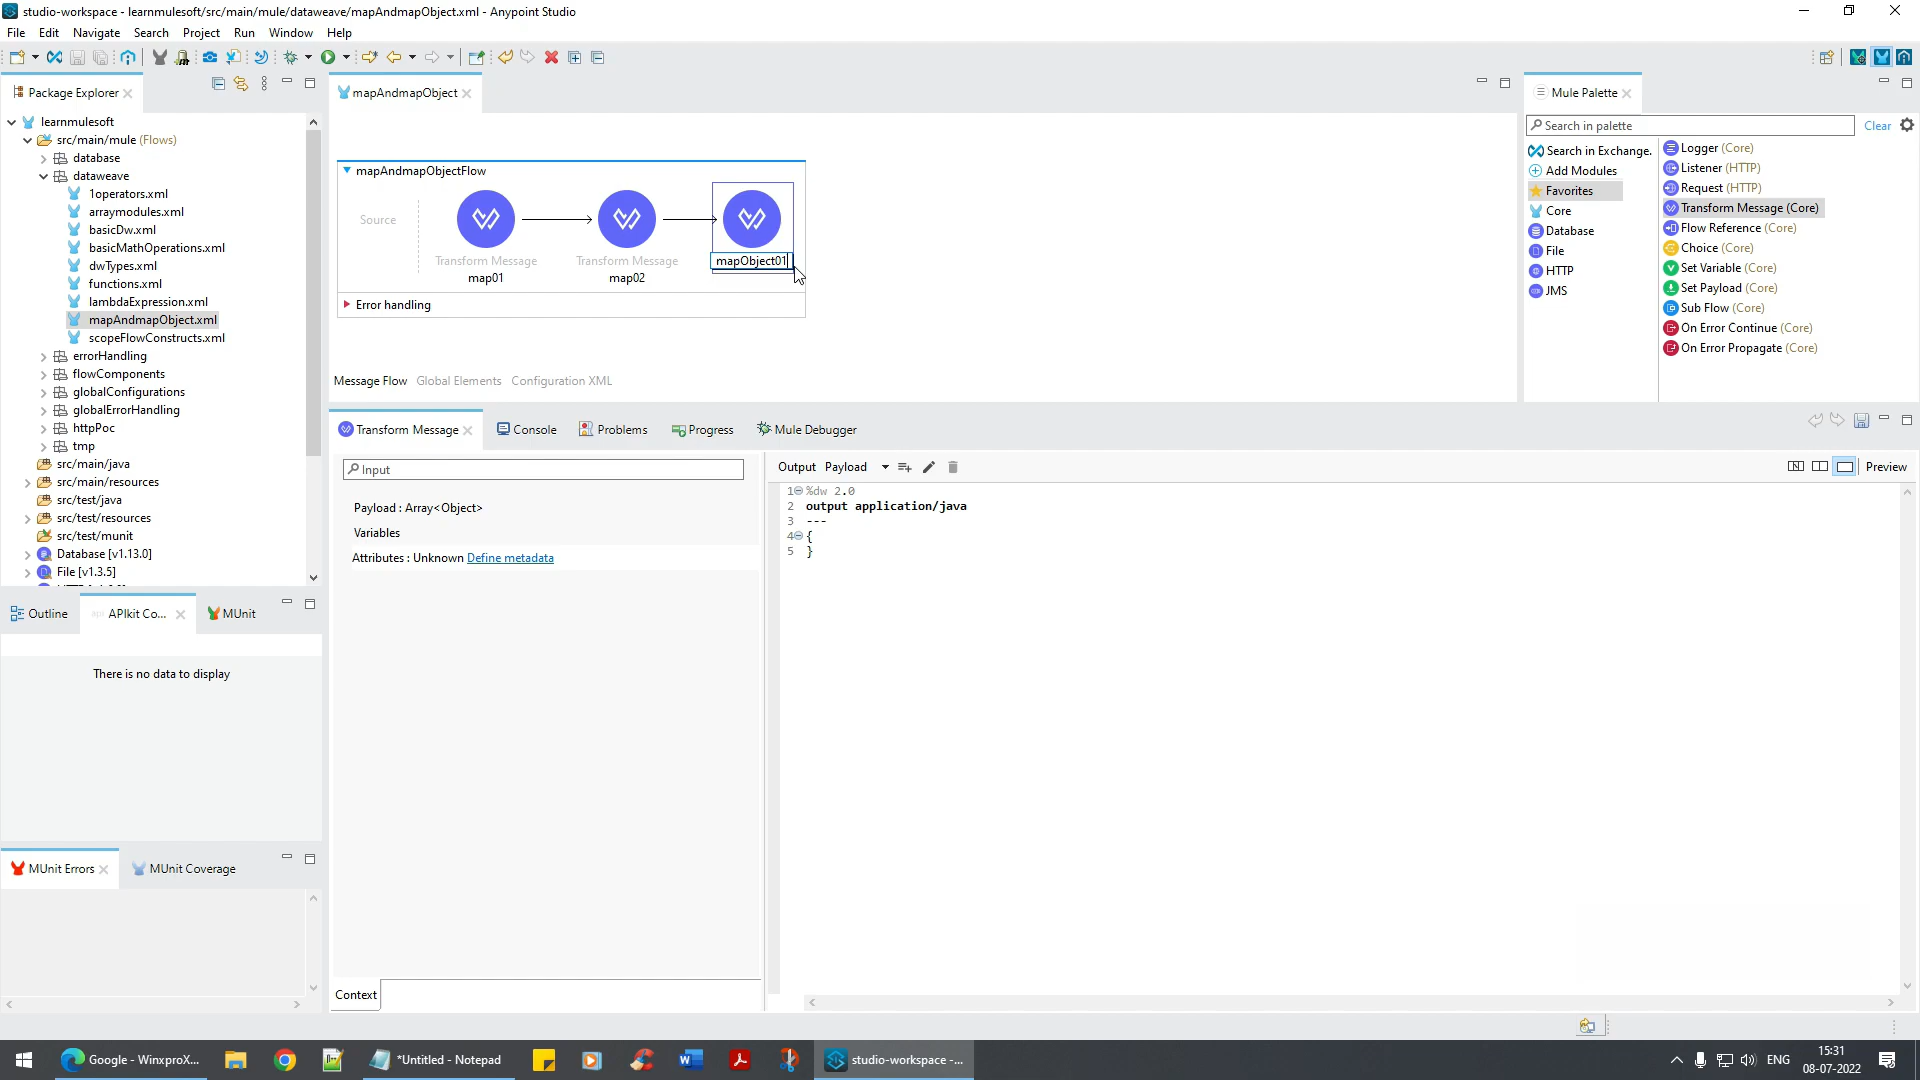 studio-workspace - learnmulesoft/src/main/mule/dataweave/mapAndmapObject.xml - Anypoint Studio
File Edit Navigate Search Project Run Window Help
Package Explorer
learnmulesoft
src/main/mule (Flows)
database
dataweave
1operators.xml
arraymodules.xml
basicDw.xml
basicMathOperations.xml
dwTypes.xml
functions.xml
lambdaExpression.xml
mapAndmapObject.xml
scopeFlowConstructs.xml
errorHandling
flowComponents
globalConfigurations
globalErrorHandling
httpPoc
tmp
src/main/java
src/main/resources
src/test/java
src/test/resources
src/test/munit
Database [v1.13.0]
File [v1.3.5]
Outline APIkit Co... MUnit
There is no data to display
MUnit Errors MUnit Coverage
mapAndmapObject
mapAndmapObjectFlow
Source
Transform Message Transform Message mapObject01
map01 map02
Error handling
Message Flow Global Elements Configuration XML
Mule Palette
Search in palette Clear
Search in Exchange.
Add Modules
Favorites
Core
Database
File
HTTP
JMS
Logger (Core)
Listener (HTTP)
Request (HTTP)
Transform Message (Core)
Flow Reference (Core)
Choice (Core)
Set Variable (Core)
Set Payload (Core)
Sub Flow (Core)
On Error Continue (Core)
On Error Propagate (Core)
Transform Message Console Problems Progress Mule Debugger
Input
Payload : Array<Object>
Variables
Attributes : Unknown Define metadata
Context
Output Payload Preview
1 %dw 2.0
2 output application/java
3 ---
4 {
5 }
Google - WinxproX... *Untitled - Notepad studio-workspace -... ENG 15:31
08-07-2022